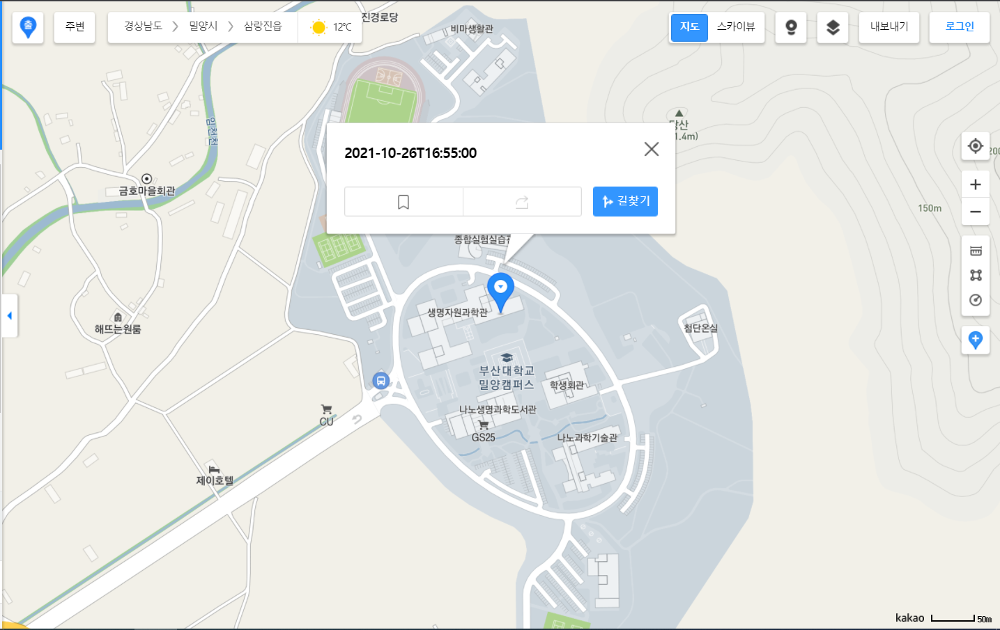 출
주변
경상남도
밀양시
삼랑진읍
12℃
진경로당
비마생활관
지도
스카이뷰
내보내기
로그인
임천천
당산
1.4m)
2021-10-26T16:55:00
길찾기
금호마을회관
200
150m
종합실험실습관
생명자원과학관
해뜨는원룸
첨단온실
부산대학교
밀양캠퍼스
학생회관
나노생명과학도서관
CU
GS25
나노과학기술관
제이호텔
kakao
50m